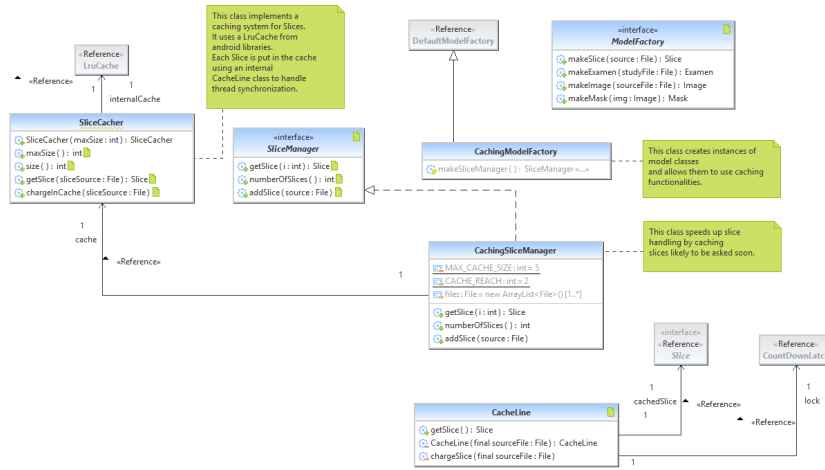 This class implements a
caching system for Slices.
It uses a LruCache from
android libraries.
Each Slice is put in the cache
using an internal
CacheLine class to handle
thread synchronization.
«Reference»
LruCache
«Reference»
1
1
internalCache
«Reference»
DefaultModelFactory
«interface»
ModelFactory
makeSlice (source : File) : Slice
makeExamen (studyFile : File) : Examen
makeImage (sourceFile : File) : Image
makeMask (img : Image) : Mask
SliceCacher
SliceCacher (maxSize : int) : SliceCacher
maxSize ( ) : int
size ( ) : int
getSlice (sliceSource : File) : Slice
chargeInCache (sliceSource : File)
«interface»
SliceManager
getSlice (i : int) : Slice
numberOfSlices ( ) : int
addSlice (source : File)
CachingModelFactory
makeSliceManager ( ) : SliceManager «...»
This class creates instances of
model classes
and allows them to use caching
functionalities.
1
cache
«Reference»
1
CachingSliceManager
MAX_CACHE_SIZE : int = 5
CACHE_REACH : int = 2
files : File = new ArrayList<File>() [1..*]
getSlice (i : int) : Slice
numberOfSlices ( ) : int
addSlice (source : File)
This class speeds up slice
handling by caching
slices likely to be asked soon.
«interface»
«Reference»
Slice
«Reference»
CountDownLatc
1
cachedSlice
1
«Reference»
1
lock
«Reference»
CacheLine
getSlice ( ) : Slice
CacheLine (final sourceFile : File) : CacheLine
chargeSlice (final sourceFile : File)
1